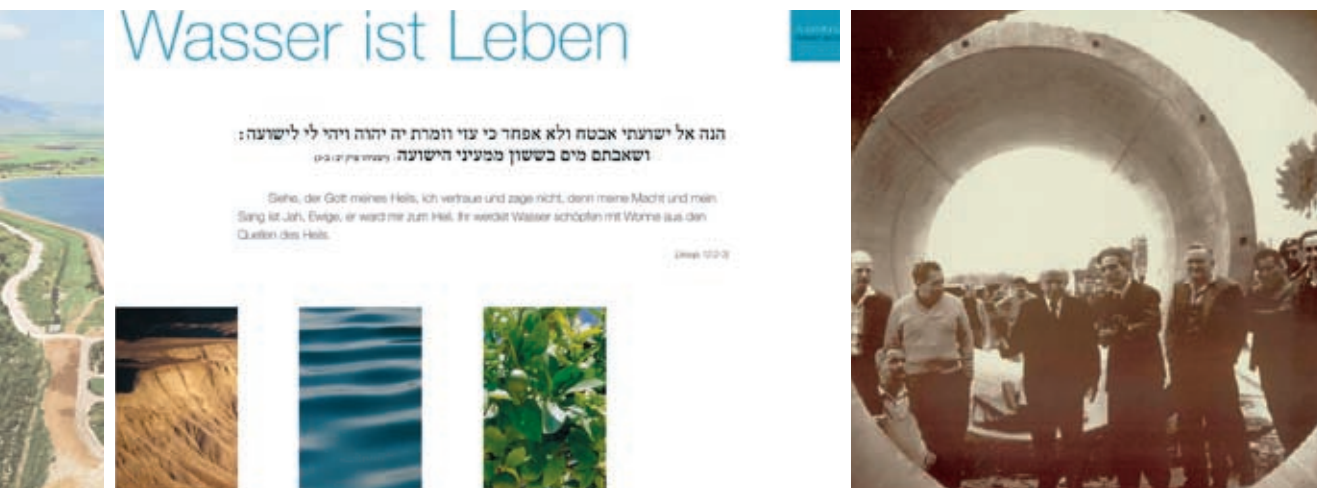 Wasser ist Leben
הנה אל ישועתי אבטח ולא אפחד כי עזי וזמרת יה יהוה ויהי לי לישועה:
ושאבתם מים בששון ממעיני הישועה.
Siehe, der Gott meines Heils, ich vertraue und zage nicht, denn meine Macht und mein
Sang ist Jah, Ewige, er ward mir zum Heil. Ihr werdet Wasser schöpfen mit Wonne aus den
Quellen des Heils.